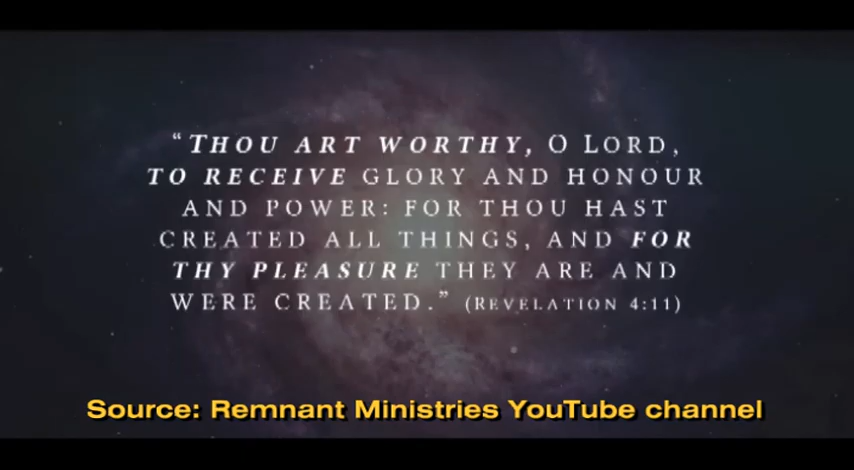 “THOU ART WORTHY, O LORD,
TO RECEIVE GLORY AND HONOUR
AND POWER: FOR THOU HAST
CREATED ALL THINGS, AND FOR
THY PLEASURE THEY ARE AND
WERE CREATED.” (REVELATION 4:11)
Source: Remnant Ministries YouTube channel